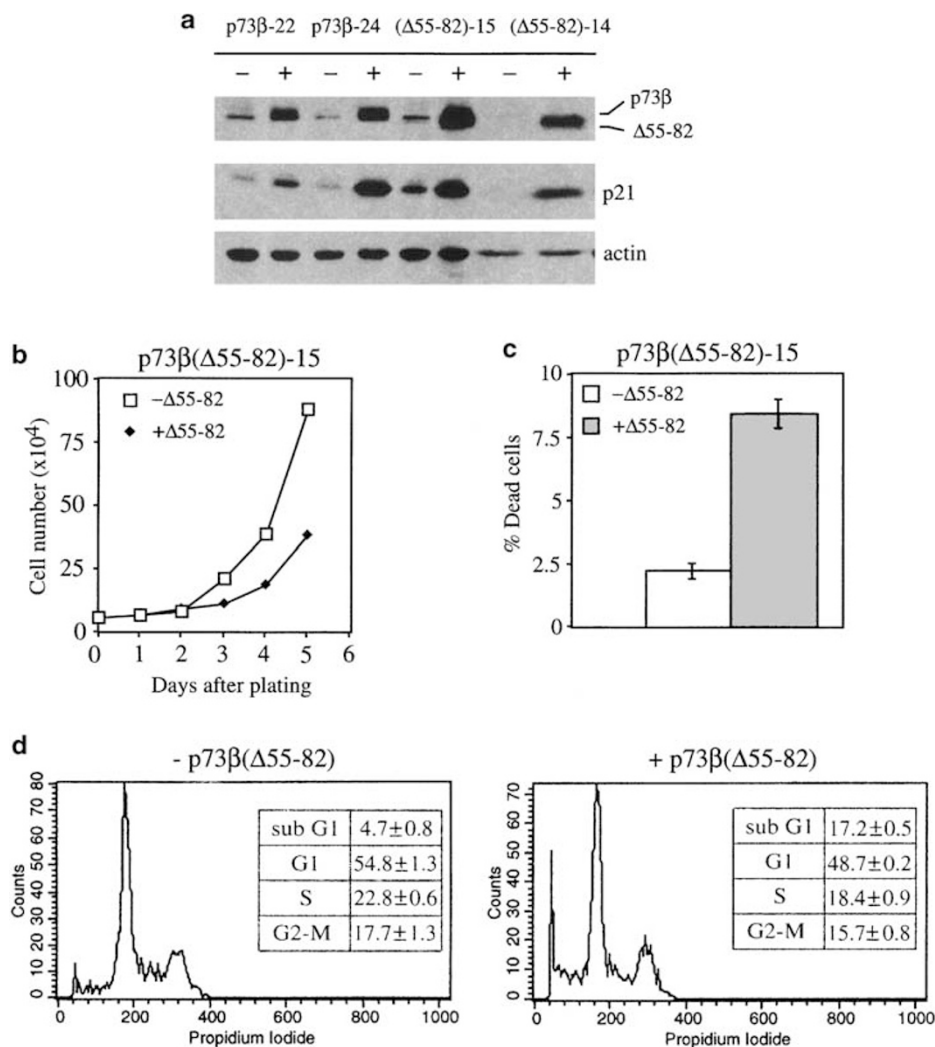 a
p73β-22 p73β-24 (Δ55-82)-15 (Δ55-82)-14
– + – + – + – +
p73β
Δ55-82
p21
actin
b
p73β(Δ55-82)-15
100
75
50
25
0
Cell number (x10⁴)
–Δ55-82
+Δ55-82
0 1 2 3 4 5 6
Days after plating
c
p73β(Δ55-82)-15
10
7.5
5
2.5
0
% Dead cells
–Δ55-82
+Δ55-82
d
- p73β(Δ55-82)
80
70
60
50
40
30
20
10
0
Counts
sub G1 4.7±0.8
G1 54.8±1.3
S 22.8±0.6
G2-M 17.7±1.3
0 200 400 600 800 1000
Propidium Iodide
+ p73β(Δ55-82)
70
60
50
40
30
20
10
0
Counts
sub G1 17.2±0.5
G1 48.7±0.2
S 18.4±0.9
G2-M 15.7±0.8
0 200 400 600 800 1000
Propidium Iodide